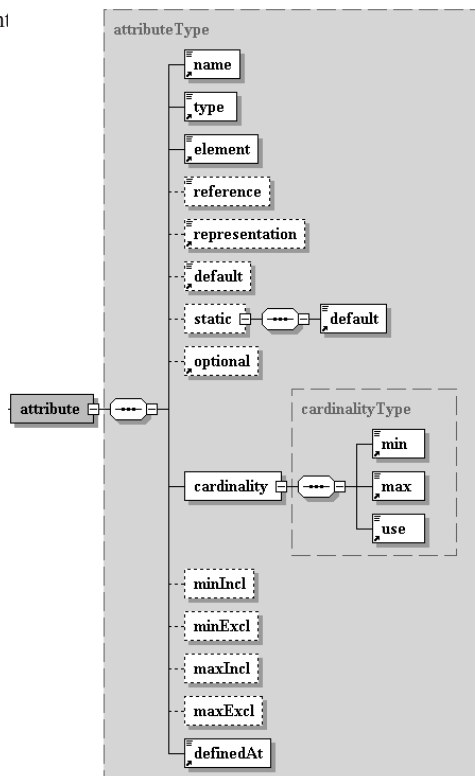 nt
attributeType
name
type
element
reference
representation
default
static
default
optional
attribute
cardinalityType
cardinality
min
max
use
minIncl
minExcl
maxIncl
maxExcl
definedAt